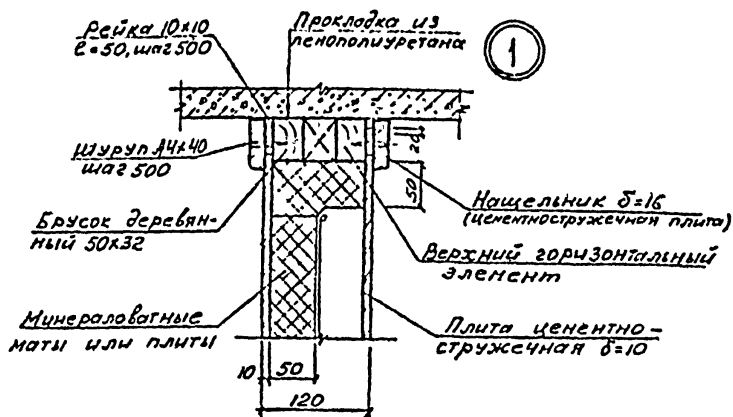 Рейка 10×10
ℓ=50, шаг 500
Прокладка из
пенополиуретана
1
Шуруп А4×40
шаг 500
20
50
Нащельник δ=16
(цементностружечная плита)
Брусок деревян-
ный 50×32
Верхний горизонтальный
элемент
Минераловатные
маты или плиты
Плита цементно-
стружечная δ=10
10
50
120